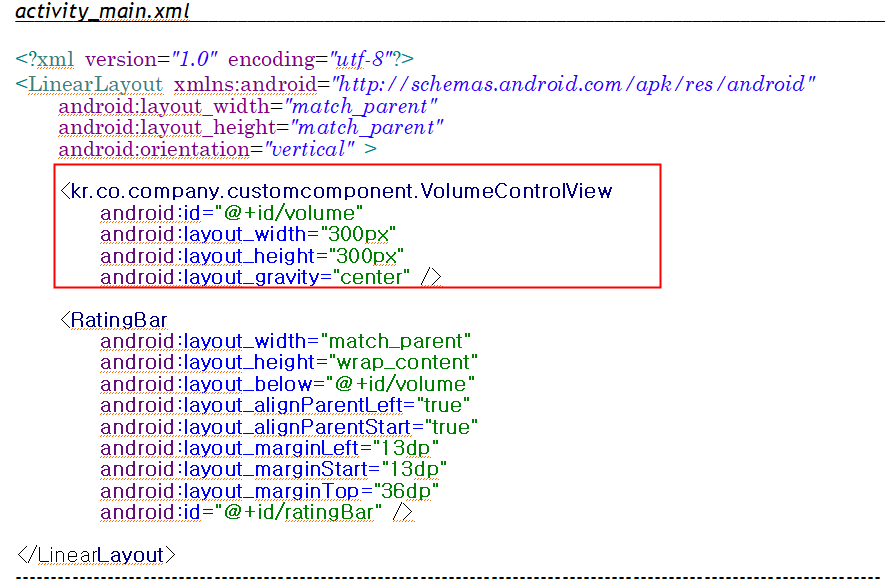 activity_main.xml
<?xml version="1.0" encoding="utf-8"?>
<LinearLayout xmlns:android="http://schemas.android.com/apk/res/android"
android:layout_width="match_parent"
android:layout_height="match_parent"
android:orientation="vertical" >
<kr.co.company.customcomponent.VolumeControlView
android:id="@+id/volume"
android:layout_width="300px"
android:layout_height="300px"
android:layout_gravity="center" />
<RatingBar
android:layout_width="match_parent"
android:layout_height="wrap_content"
android:layout_below="@+id/volume"
android:layout_alignParentLeft="true"
android:layout_alignParentStart="true"
android:layout_marginLeft="13dp"
android:layout_marginStart="13dp"
android:layout_marginTop="36dp"
android:id="@+id/ratingBar" />
</LinearLayout>